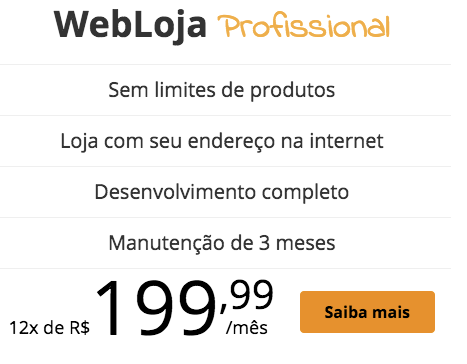 WebLoja Profissional
Sem limites de produtos
Loja com seu endereço na internet
Desenvolvimento completo
Manutenção de 3 meses
12x de R$ 199,99 /mês
Saiba mais